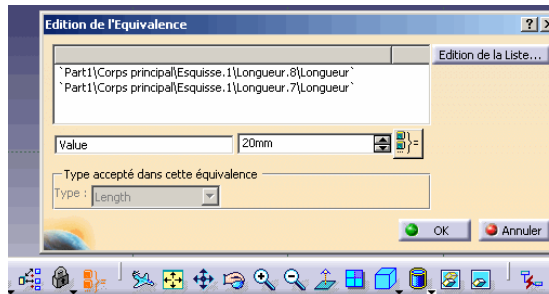 Edition de l'Equivalence
Edition de la Liste...
`Part1\Corps principal\Esquisse.1\Longueur.8\Longueur`
`Part1\Corps principal\Esquisse.1\Longueur.7\Longueur`
Value 20mm
Type accepté dans cette équivalence
Type : Length
OK Annuler